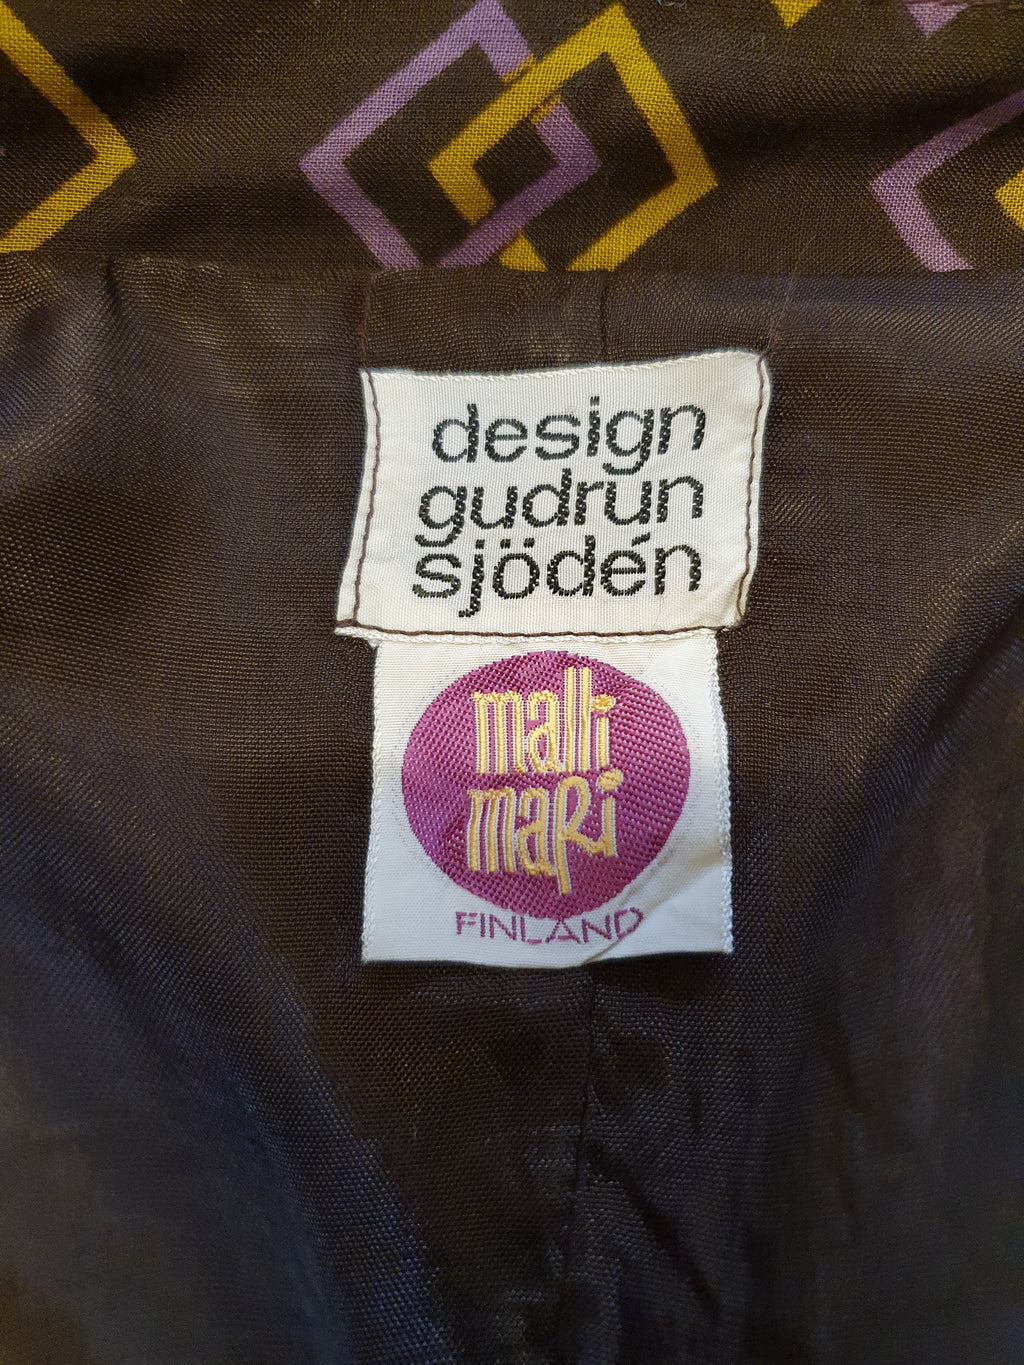 design
gudrun
sjödén
malli
mari
FINLAND